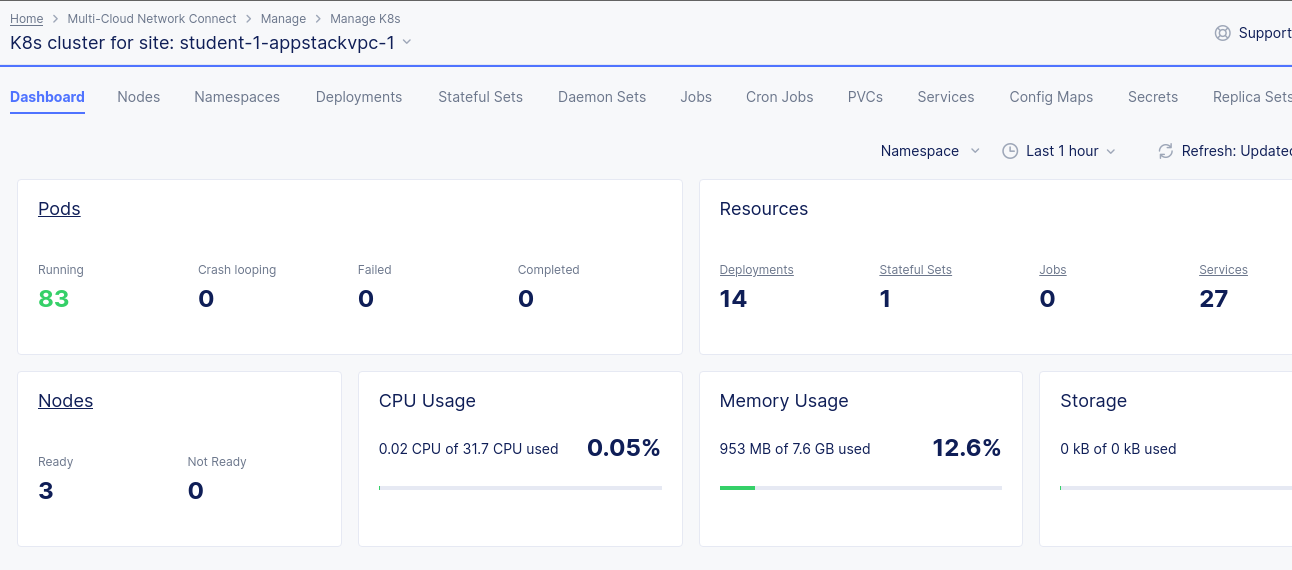 Home > Multi-Cloud Network Connect > Manage > Manage K8s
K8s cluster for site: student-1-appstackvpc-1
Support
Dashboard Nodes Namespaces Deployments Stateful Sets Daemon Sets Jobs Cron Jobs PVCs Services Config Maps Secrets Replica Sets
Namespace Last 1 hour Refresh: Updated
Pods
Running Crash looping Failed Completed
83 0 0 0
Resources
Deployments Stateful Sets Jobs Services
14 1 0 27
Nodes
Ready Not Ready
3 0
CPU Usage
0.02 CPU of 31.7 CPU used 0.05%
Memory Usage
953 MB of 7.6 GB used 12.6%
Storage
0 kB of 0 kB used